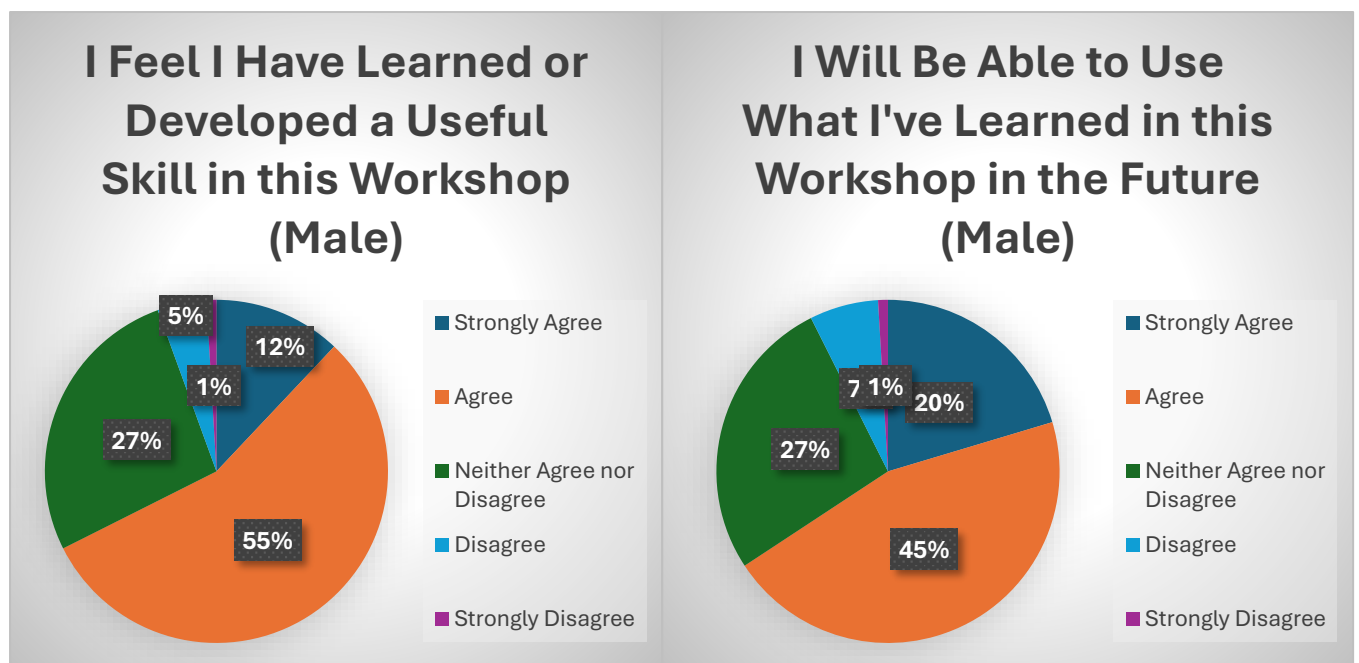 I Feel I Have Learned or
Developed a Useful
Skill in this Workshop
(Male)
5%
12%
1%
27%
55%
Strongly Agree
Agree
Neither Agree nor
Disagree
Disagree
Strongly Disagree
I Will Be Able to Use
What I've Learned in this
Workshop in the Future
(Male)
7
1%
20%
27%
45%
Strongly Agree
Agree
Neither Agree nor
Disagree
Disagree
Strongly Disagree